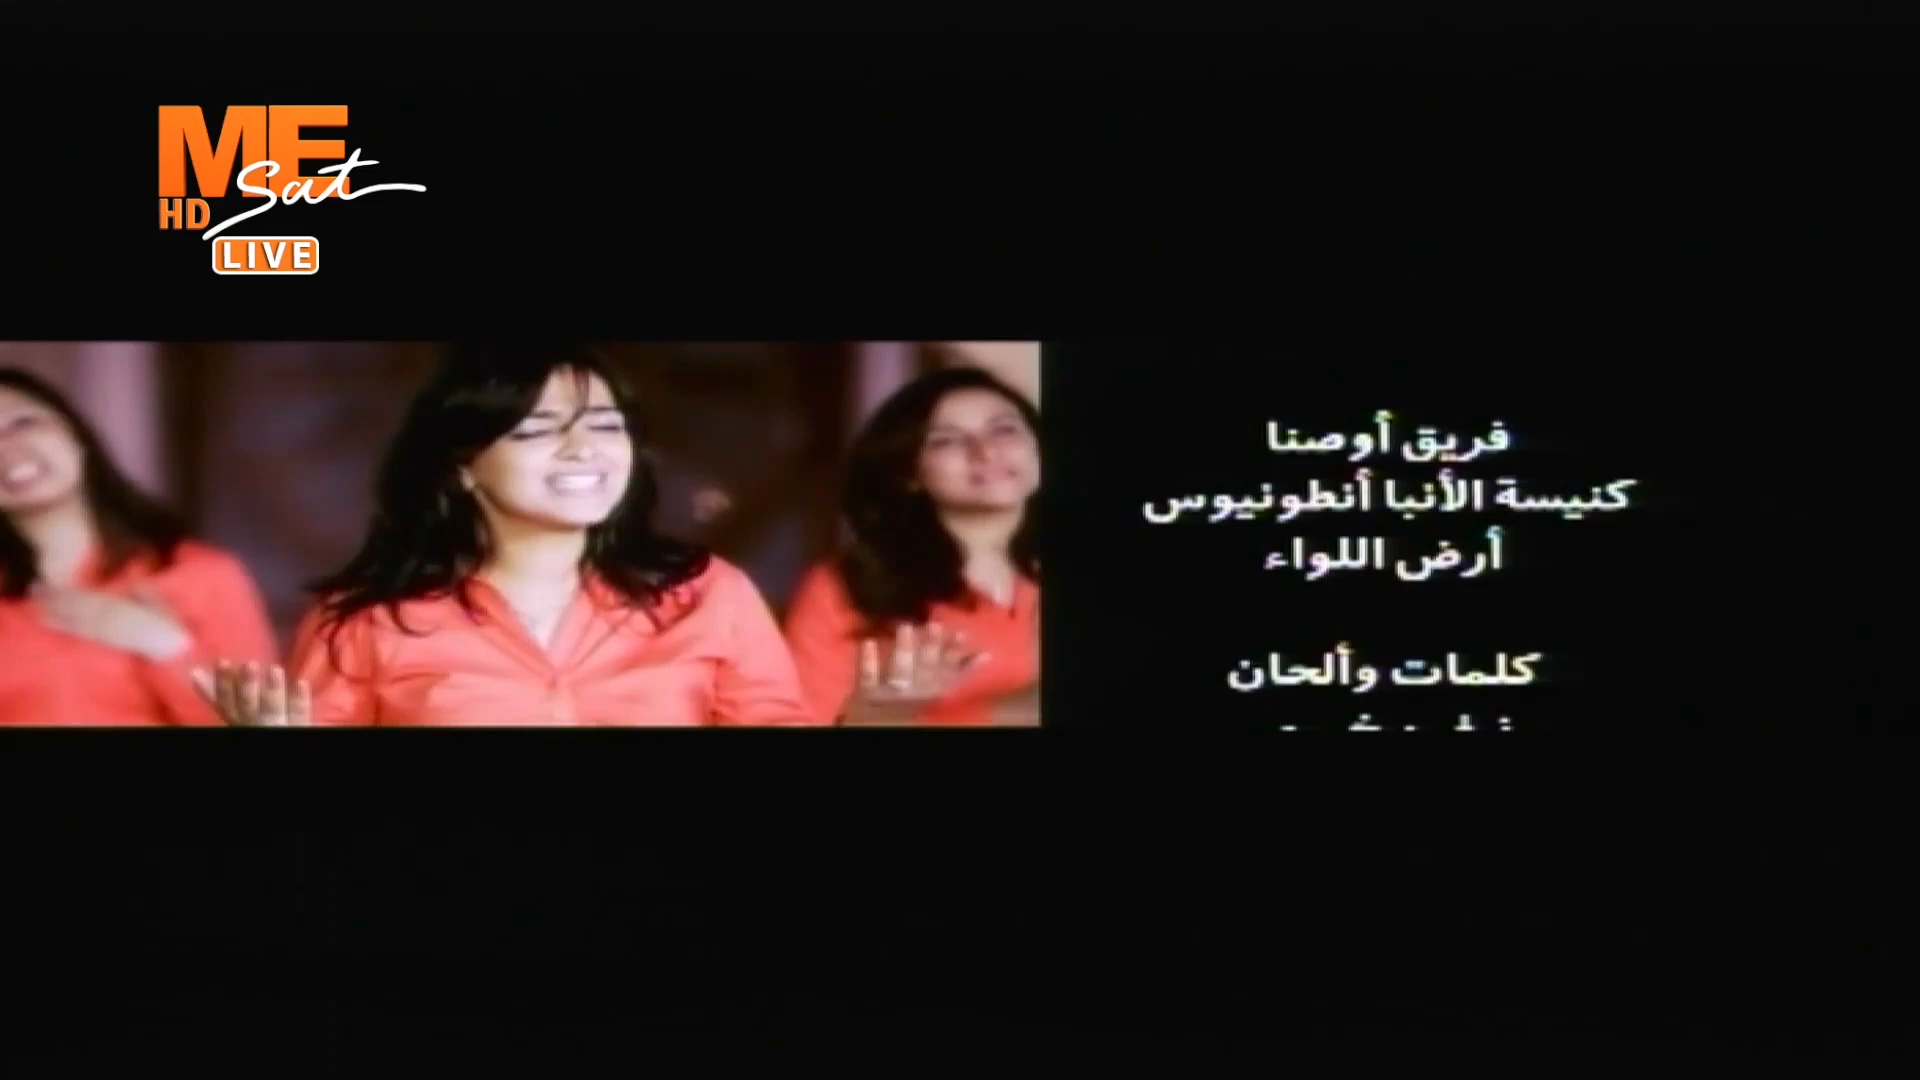 ME
Sat
HD
LIVE
فريق أوصنا
كنيسة الأنبا أنطونيوس
أرض اللواء
كلمات وألحان